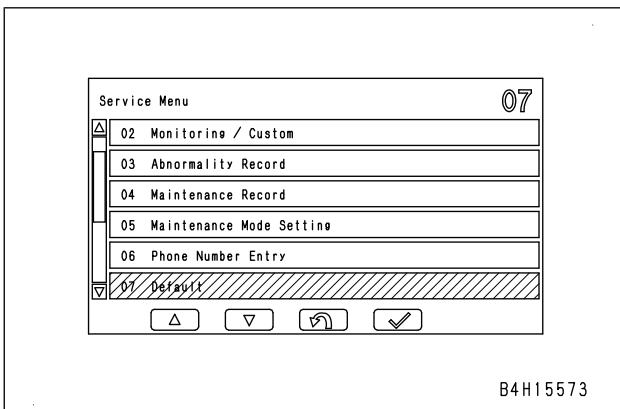 Service Menu 07
02 Monitoring / Custom
03 Abnormality Record
04 Maintenance Record
05 Maintenance Mode Setting
06 Phone Number Entry
07 Default
B4H15573